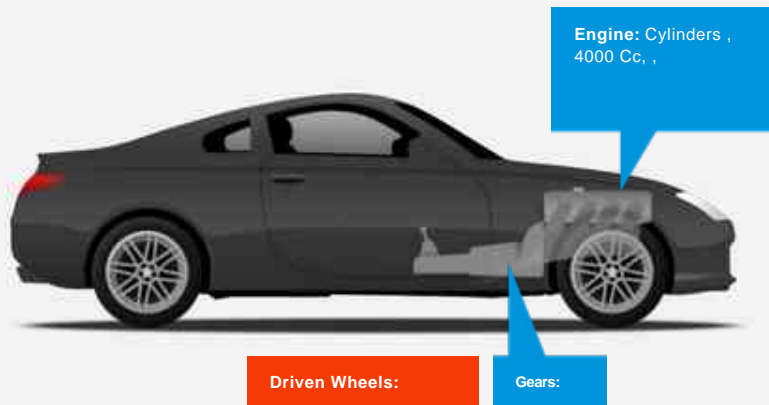 Engine: Cylinders ,
4000 Cc, ,
Driven Wheels:
Gears: